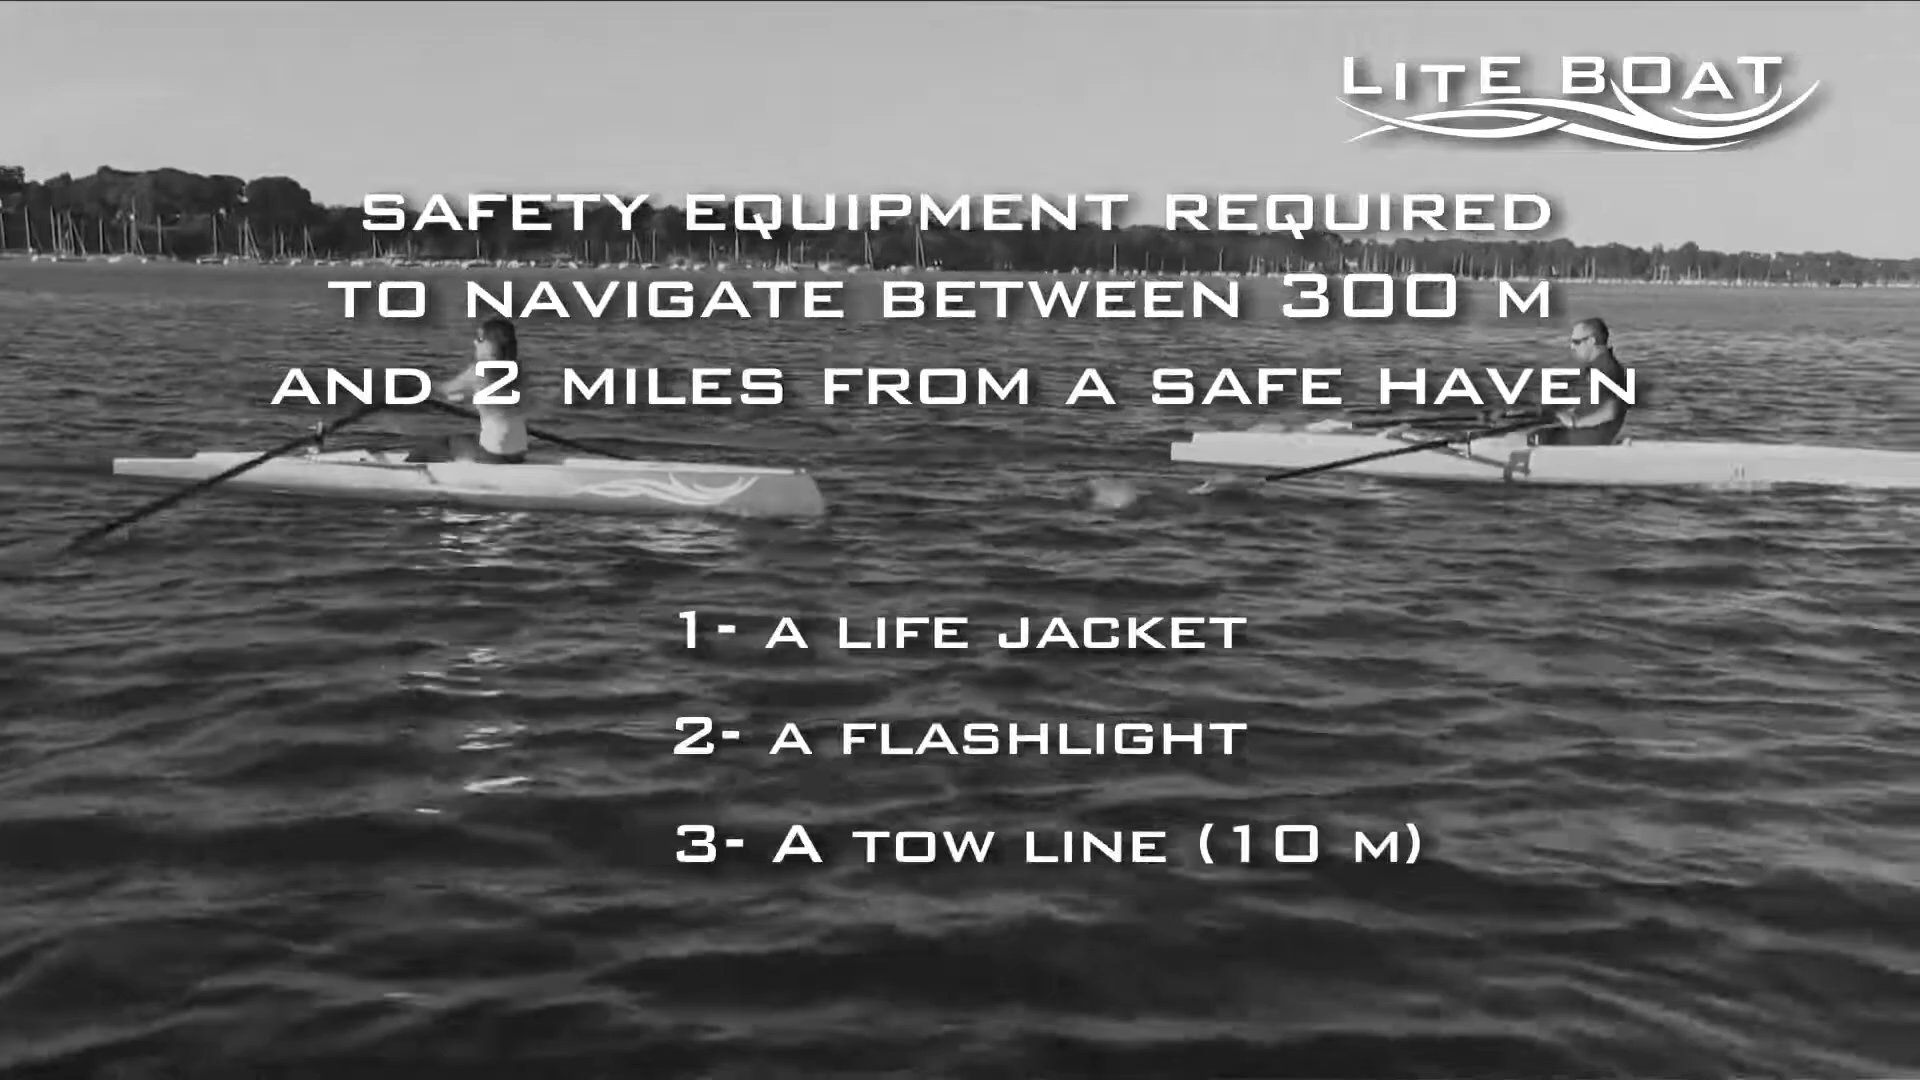 LITE BOAT
SAFETY EQUIPMENT REQUIRED
TO NAVIGATE BETWEEN 300 M
AND 2 MILES FROM A SAFE HAVEN
1- A LIFE JACKET
2- A FLASHLIGHT
3- A TOW LINE (10 M)